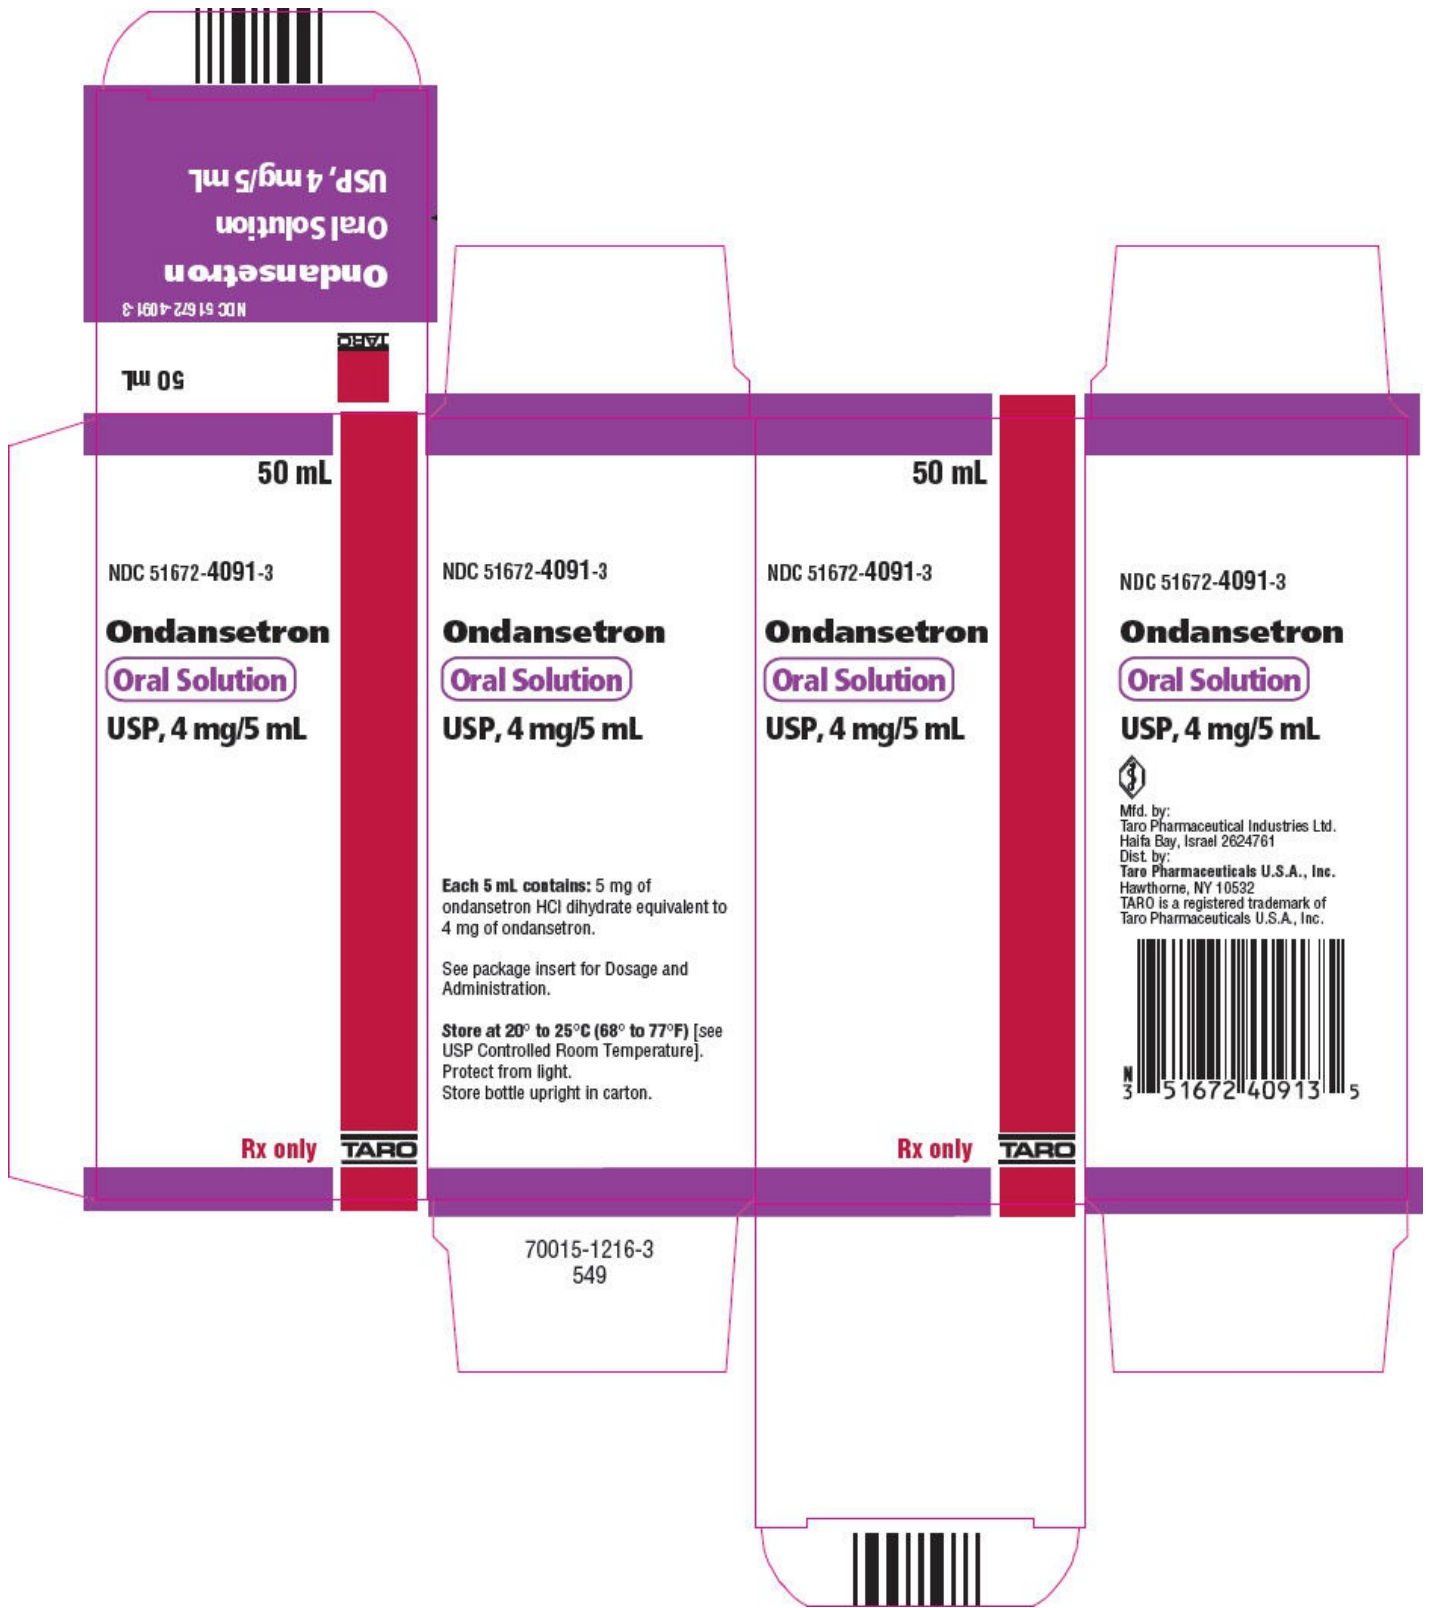 NDC 51672-4091-3
Ondansetron
Oral Solution
USP, 4 mg/5 mL
TARO
50 mL
50 mL
NDC 51672-4091-3
Ondansetron
Oral Solution
USP, 4 mg/5 mL
Rx only
TARO
NDC 51672-4091-3
Ondansetron
Oral Solution
USP, 4 mg/5 mL
Each 5 mL contains: 5 mg of
ondansetron HCl dihydrate equivalent to
4 mg of ondansetron.
See package insert for Dosage and
Administration.
Store at 20° to 25°C (68° to 77°F) [see
USP Controlled Room Temperature].
Protect from light.
Store bottle upright in carton.
70015-1216-3
549
50 mL
NDC 51672-4091-3
Ondansetron
Oral Solution
USP, 4 mg/5 mL
Rx only
TARO
NDC 51672-4091-3
Ondansetron
Oral Solution
USP, 4 mg/5 mL
Mfd. by:
Taro Pharmaceutical Industries Ltd.
Haifa Bay, Israel 2624761
Dist. by:
Taro Pharmaceuticals U.S.A., Inc.
Hawthorne, NY 10532
TARO is a registered trademark of
Taro Pharmaceuticals U.S.A., Inc.
N
3 51672 40913 5